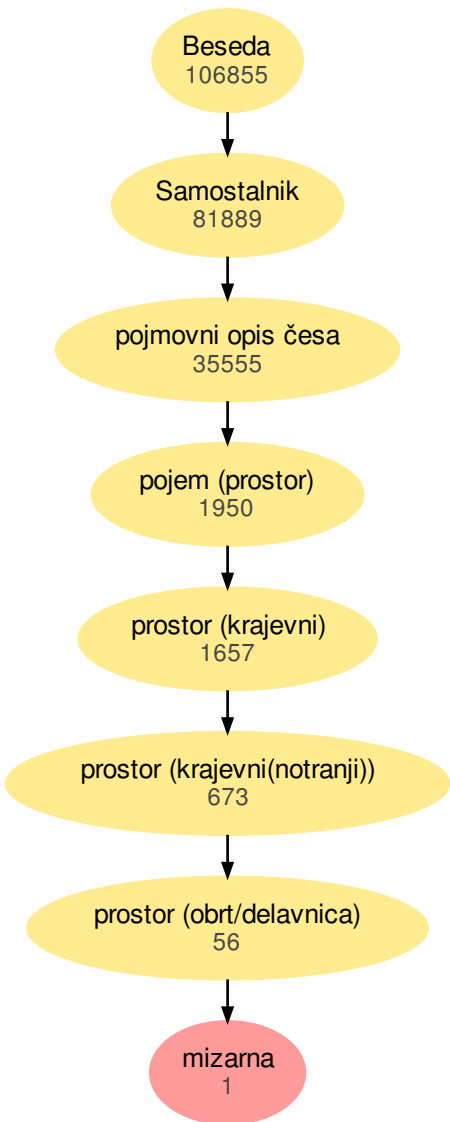 Beseda
106855
Samostalnik
81889
pojmovni opis česa
35555
pojem (prostor)
1950
prostor (krajevni)
1657
prostor (krajevni(notranji))
673
prostor (obrt/delavnica)
56
mizarna
1